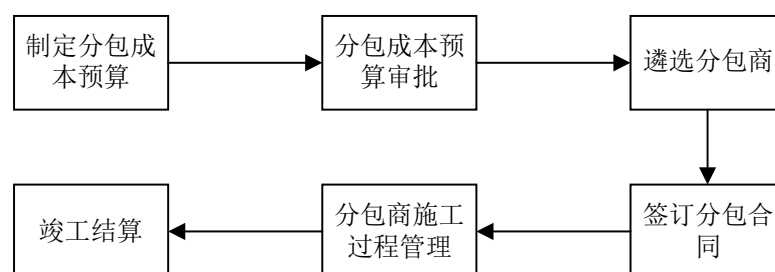 制定分包成
本预算
分包成本预
算审批
遴选分包商
签订分包合
同
分包商施工
过程管理
竣工结算